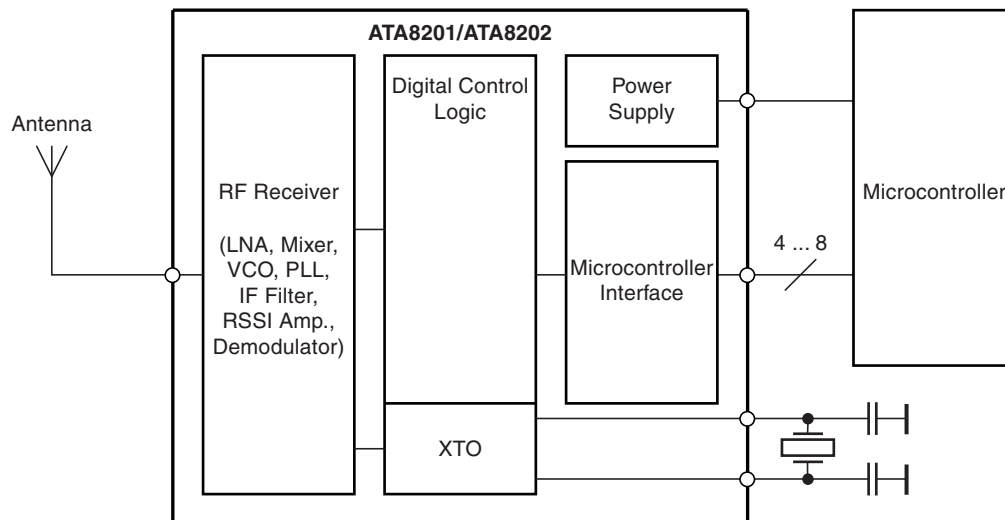 ATA8201/ATA8202
Antenna
RF Receiver
(LNA, Mixer,
VCO, PLL,
IF Filter,
RSSI Amp.,
Demodulator)
Digital Control
Logic
XTO
Power
Supply
Microcontroller
Interface
4 ... 8
Microcontroller